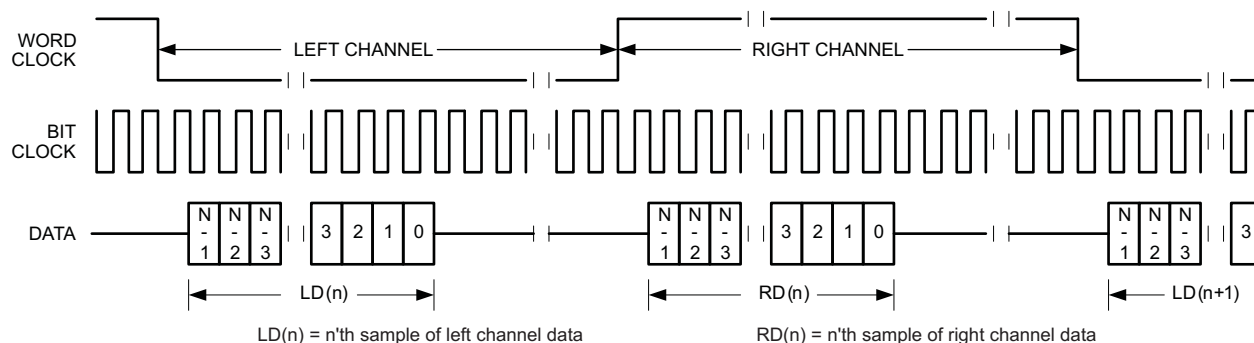 WORD
CLOCK
LEFT CHANNEL
RIGHT CHANNEL
BIT
CLOCK
DATA
N
-
1
N
-
2
N
-
3
3 2 1 0
N
-
1
N
-
2
N
-
3
3 2 1 0
N
-
1
N
-
2
N
-
3
3
LD(n)
RD(n)
LD(n+1)
LD(n) = n'th sample of left channel data
RD(n) = n'th sample of right channel data